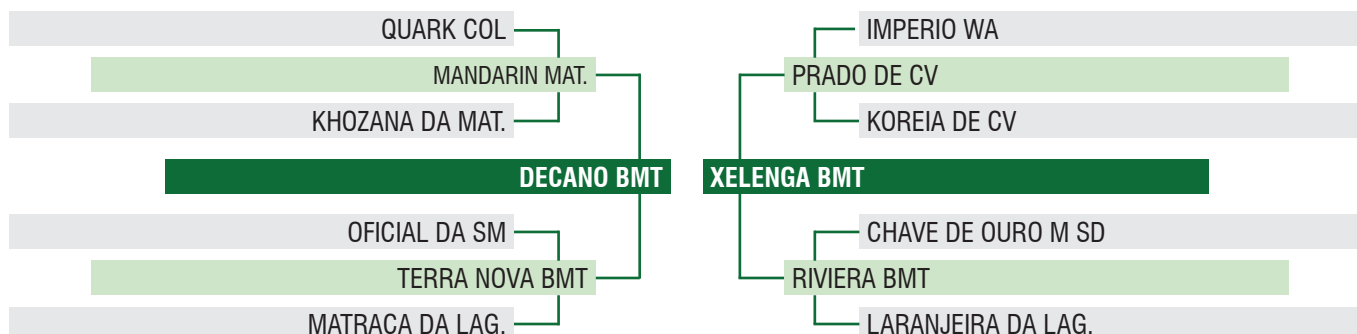 QUARK COL
IMPERIO WA
MANDARIN MAT.
PRADO DE CV
KHOZANA DA MAT.
KOREIA DE CV
DECANO BMT
XELENGA BMT
OFICIAL DA SM
CHAVE DE OURO M SD
TERRA NOVA BMT
RIVIERA BMT
MATRACA DA LAG.
LARANJEIRA DA LAG.